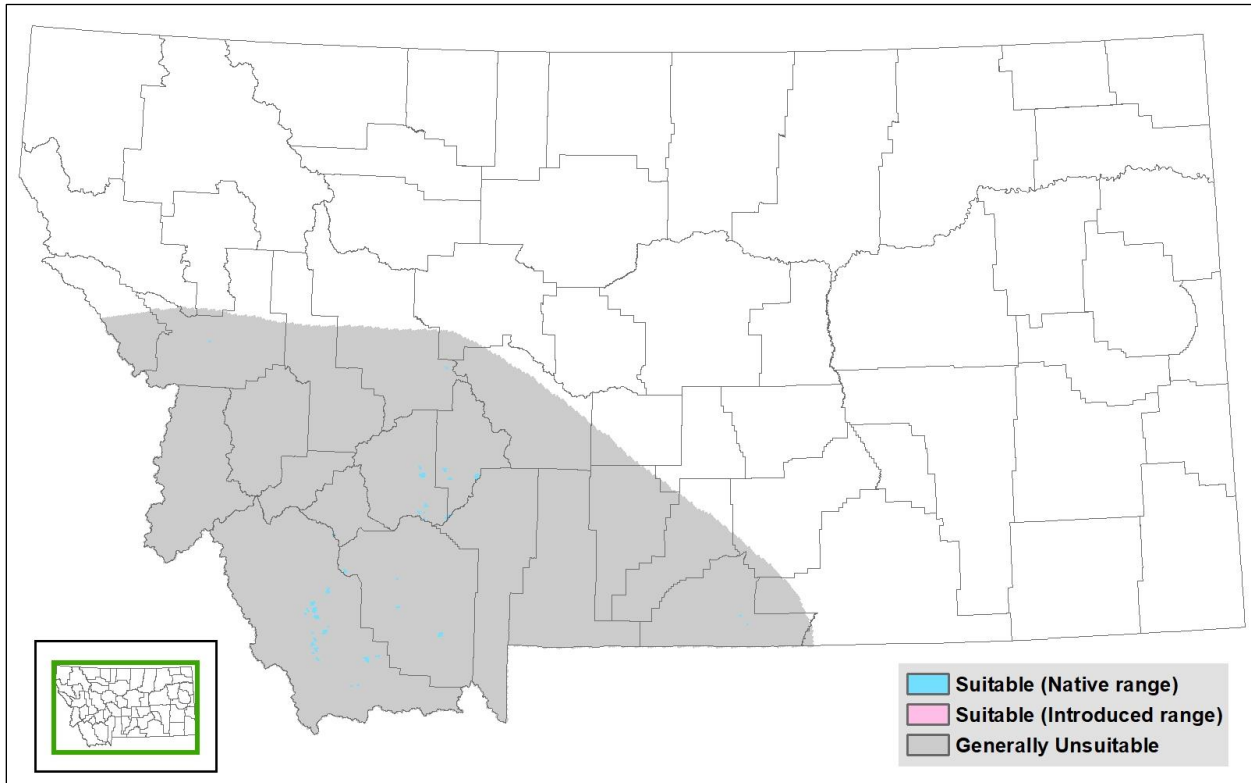 Suitable (Native range)
Suitable (Introduced range)
Generally Unsuitable